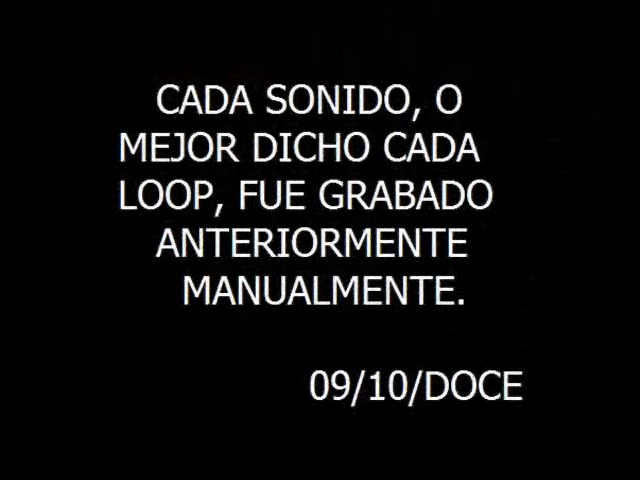 CADA SONIDO, O
MEJOR DICHO CADA
LOOP, FUE GRABADO
ANTERIORMENTE
MANUALMENTE.
09/10/DOCE